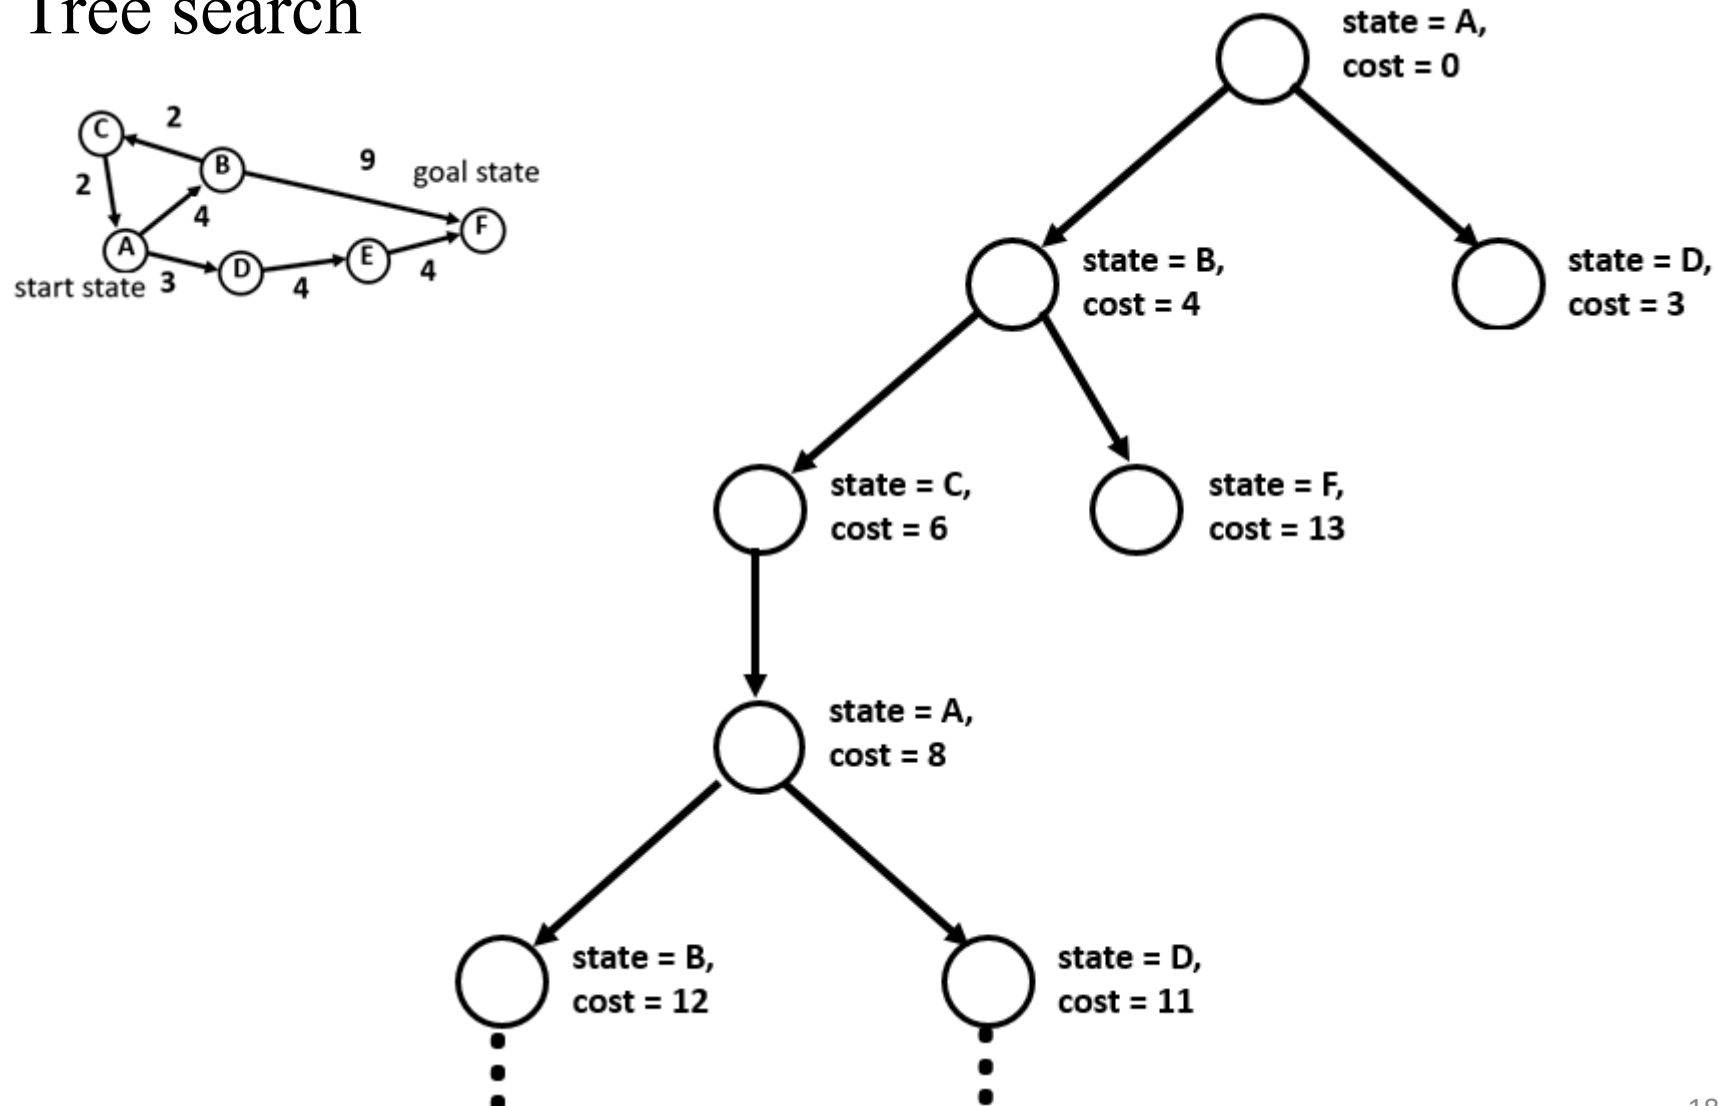 Tree search
state = A,
cost = 0
C
2
B
9
goal state
2
4
F
A
D
E
start state
3
4
4
state = B,
cost = 4
state = D,
cost = 3
state = C,
cost = 6
state = F,
cost = 13
state = A,
cost = 8
state = B,
cost = 12
state = D,
cost = 11
18